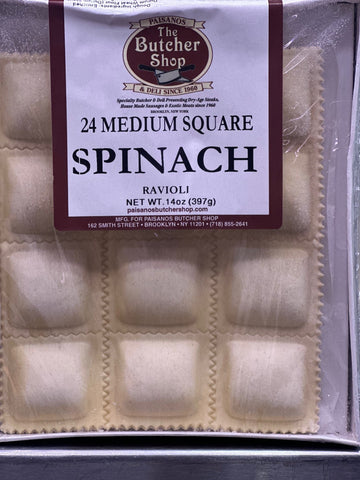 PAISANOS
The
Butcher
Shop
& DELI SINCE 1960
Specialty Butcher & Deli Presenting Dry-Age Steaks,
House Made Sausages & Exotic Meats since 1960
BROOKLYN, NEW YORK
24 MEDIUM SQUARE
SPINACH
RAVIOLI
NET WT. 14oz (397g)
paisanosbutchershop.com
MFG. FOR PAISANOS BUTCHER SHOP
162 SMITH STREET • BROOKLYN • NY 11201 • (718) 855-2641